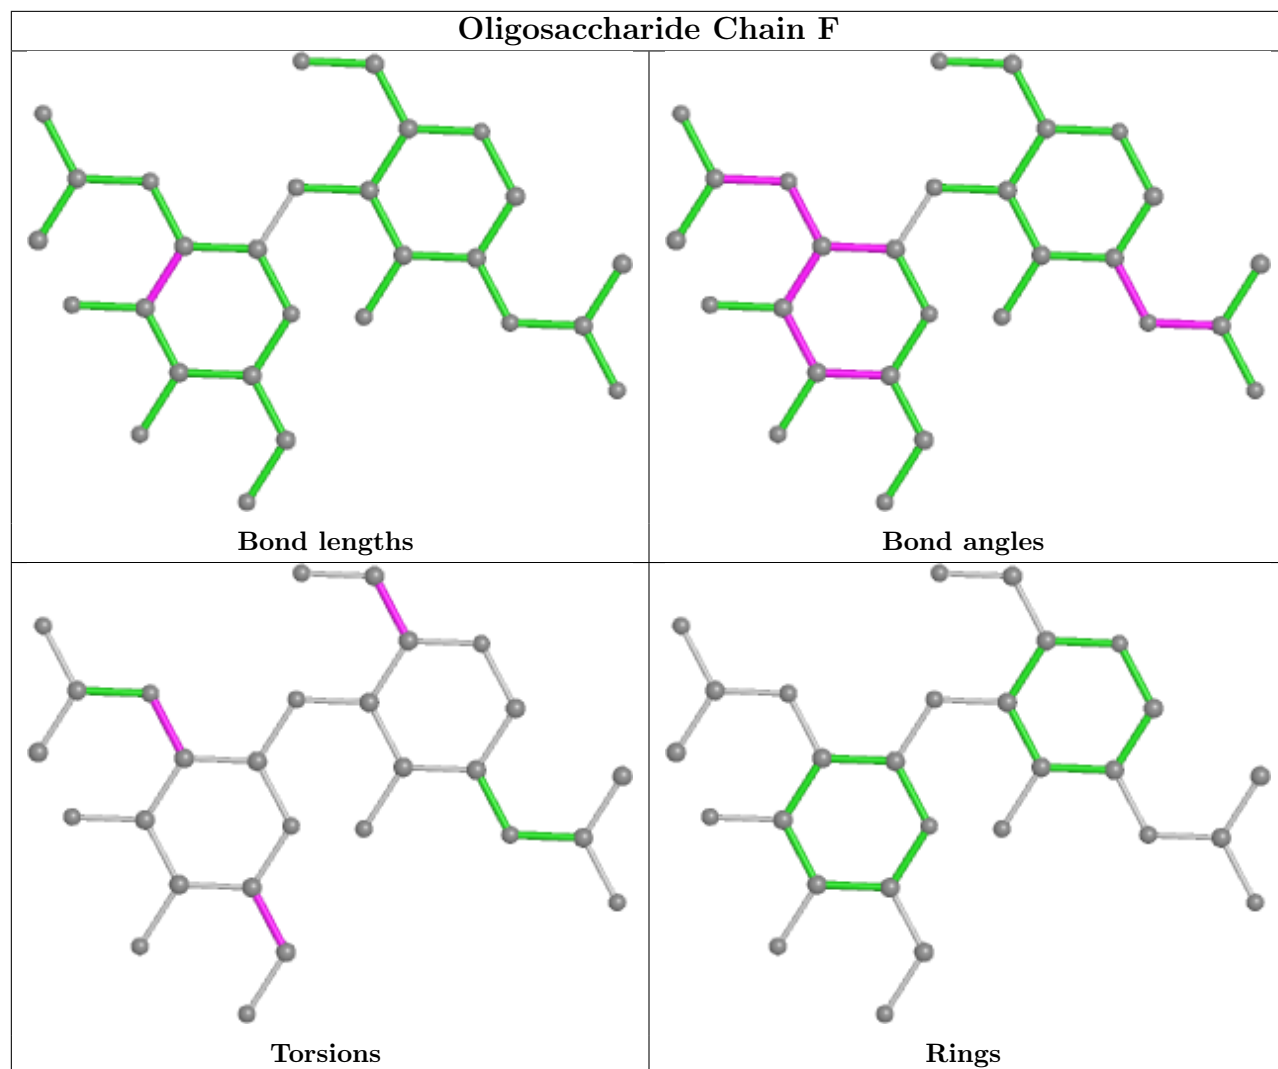 Oligosaccharide Chain F
Bond lengths
Bond angles
Torsions
Rings